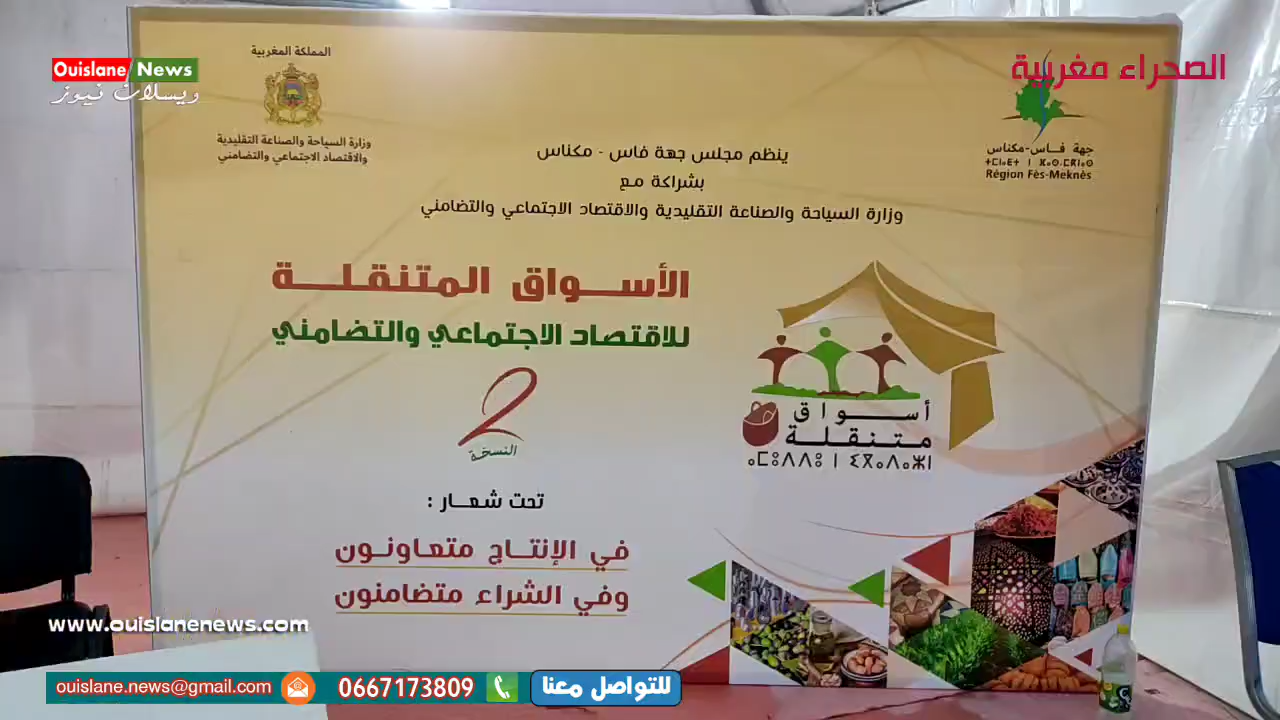 Ouislane News
ويسلان نيوز
الصحراء مغربية
المملكة المغربية
وزارة السياحة والصناعة التقليدية
والاقتصاد الاجتماعي والتضامني
جهة فاس-مكناس
Région Fès-Meknès
ينظم مجلس جهة فاس - مكناس
بشراكة مع
وزارة السياحة والصناعة التقليدية والاقتصاد الاجتماعي والتضامني
الأسواق المتنقلة
للاقتصاد الاجتماعي والتضامني
2
النسخة
أسواق
متنقلة
تحت شعار :
في الإنتاج متعاونون
وفي الشراء متضامنون
www.ouislanenews.com
ouislane.news@gmail.com
0667173809
للتواصل معنا